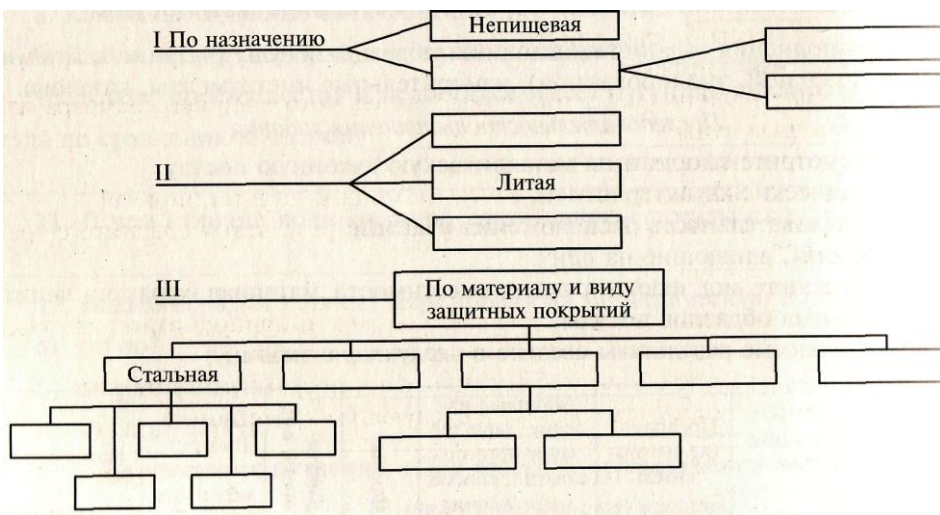 Непищевая
I По назначению
II
Литая
III
По материалу и виду
защитных покрытий
Стальная